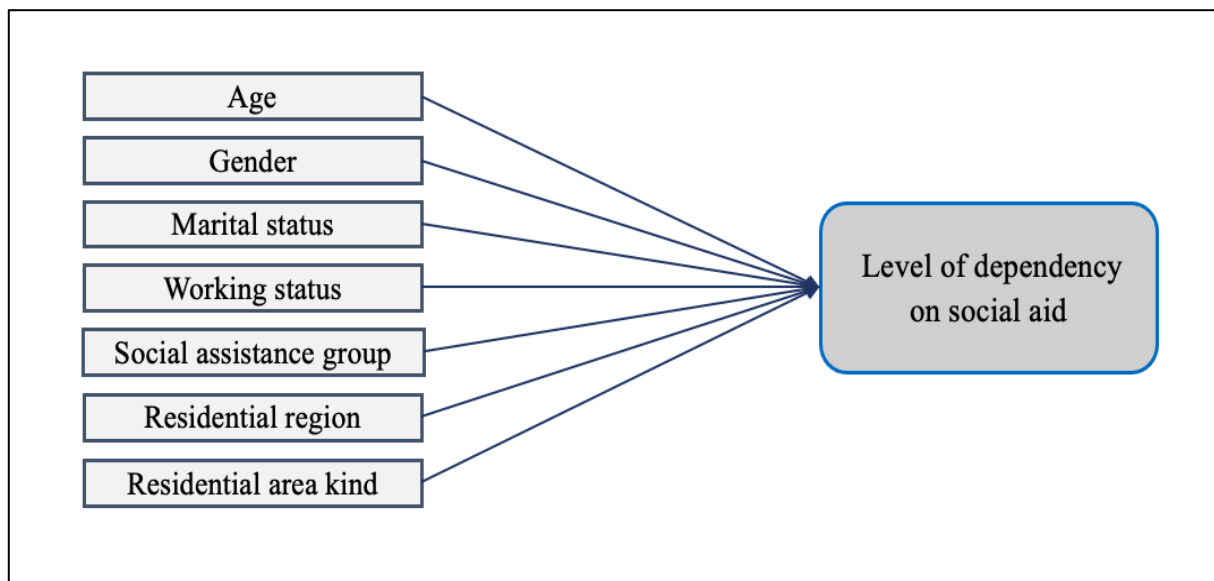 Age
Gender
Marital status
Working status
Social assistance group
Residential region
Residential area kind
Level of dependency
on social aid